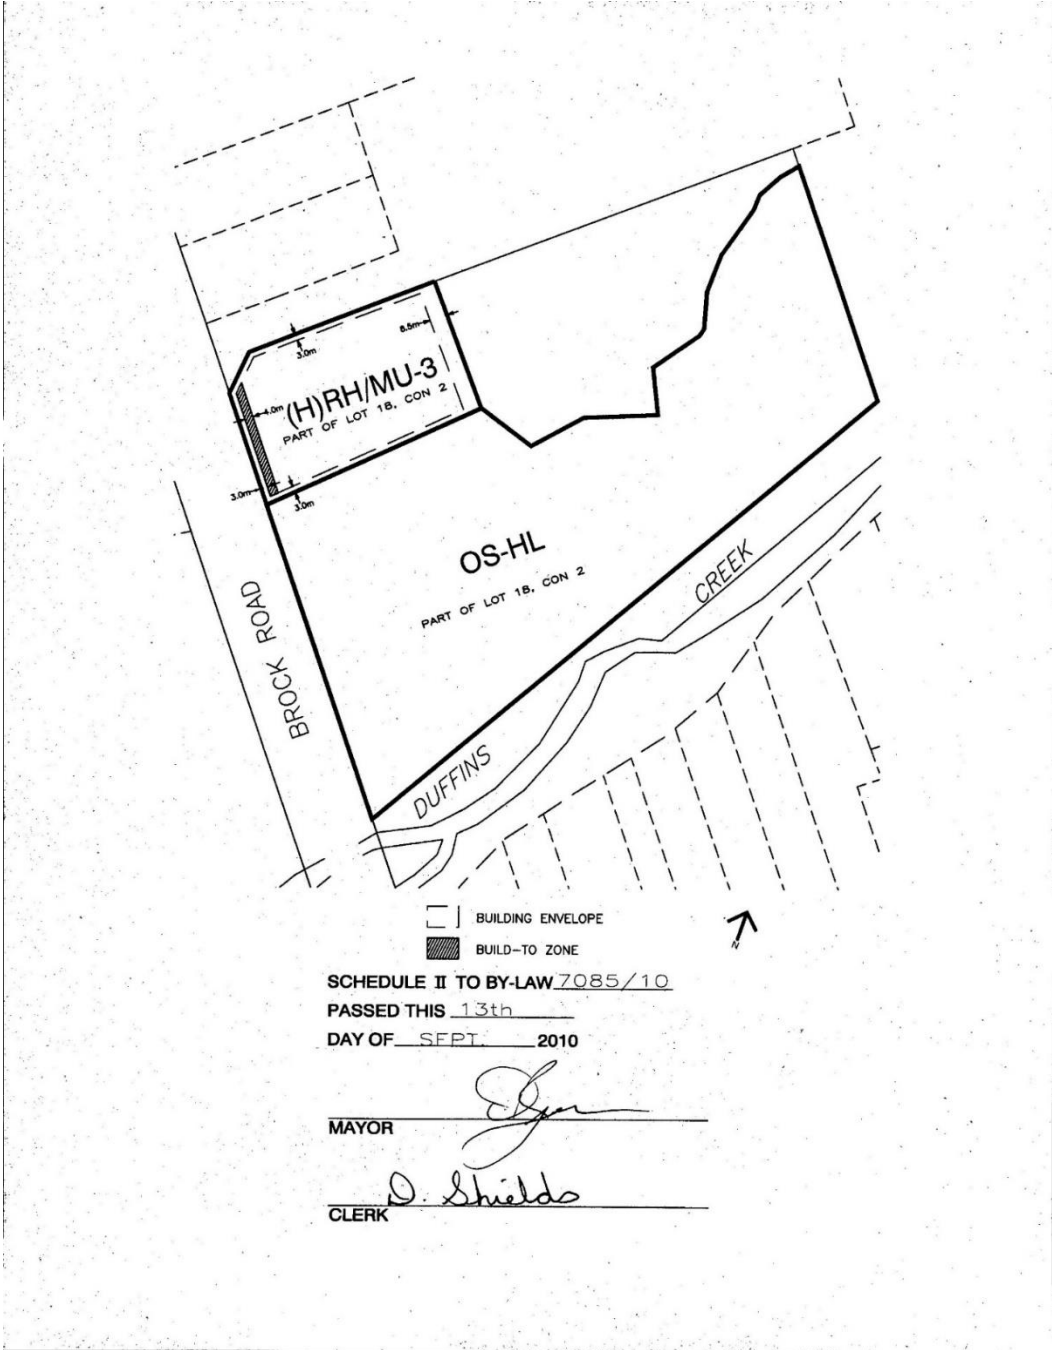 3.0m
6.5m
4.0m
(H)RH/MU-3
PART OF LOT 18, CON 2
3.0m
3.0m
OS-HL
PART OF LOT 18, CON 2
BROCK ROAD
DUFFINS CREEK
BUILDING ENVELOPE
BUILD-TO ZONE
N
SCHEDULE II TO BY-LAW 7085/10
PASSED THIS 13th
DAY OF SEPT. 2010
MAYOR
D. Shields
CLERK